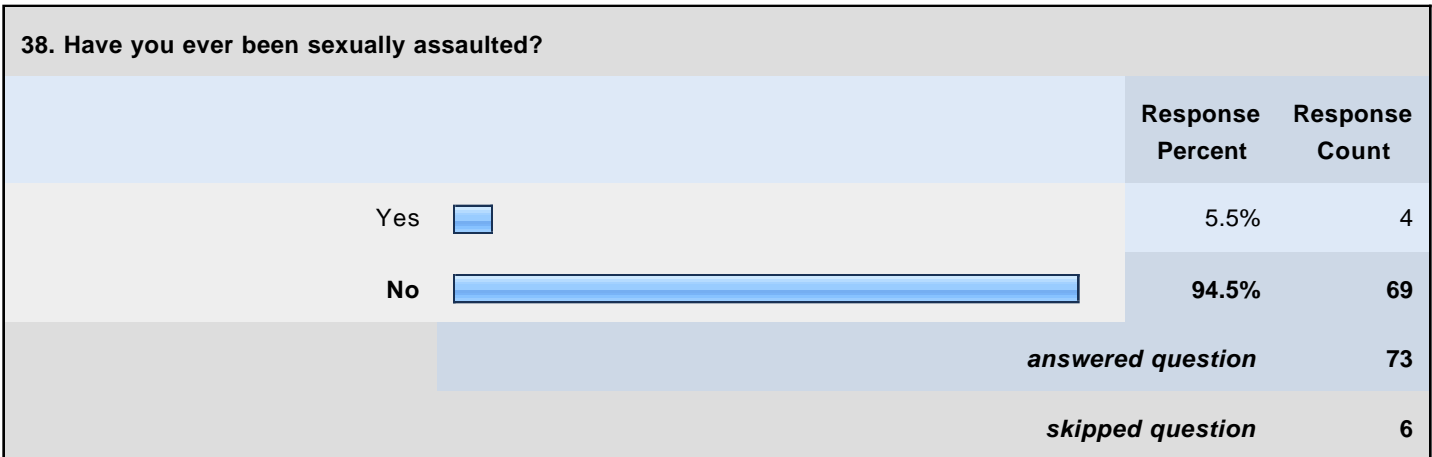 38. Have you ever been sexually assaulted?
Response Percent Response Count
Yes 5.5% 4
No 94.5% 69
answered question 73
skipped question 6